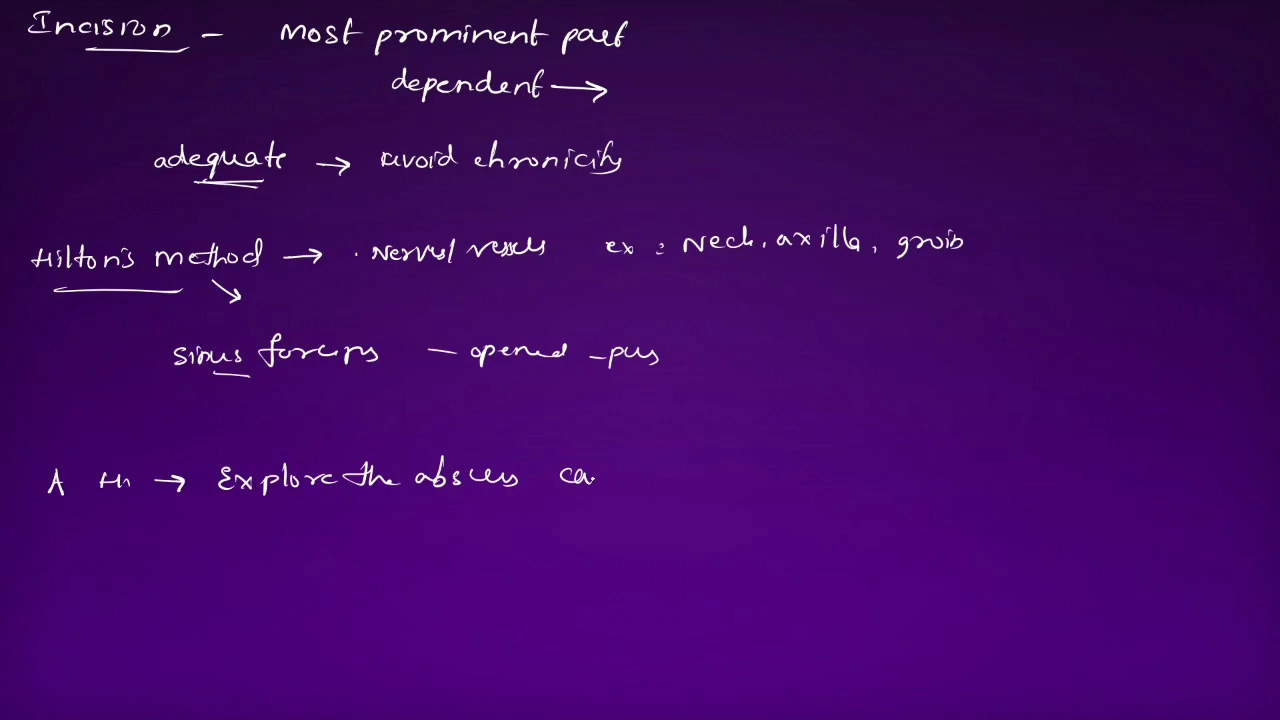 Incision - most prominent part
dependent →
adequate → avoid chronicity
Hilton's method → . Nerves/vessels ex : Neck, axilla, groin
sinus forceps - opened - pus
A → Explore the abscess ca